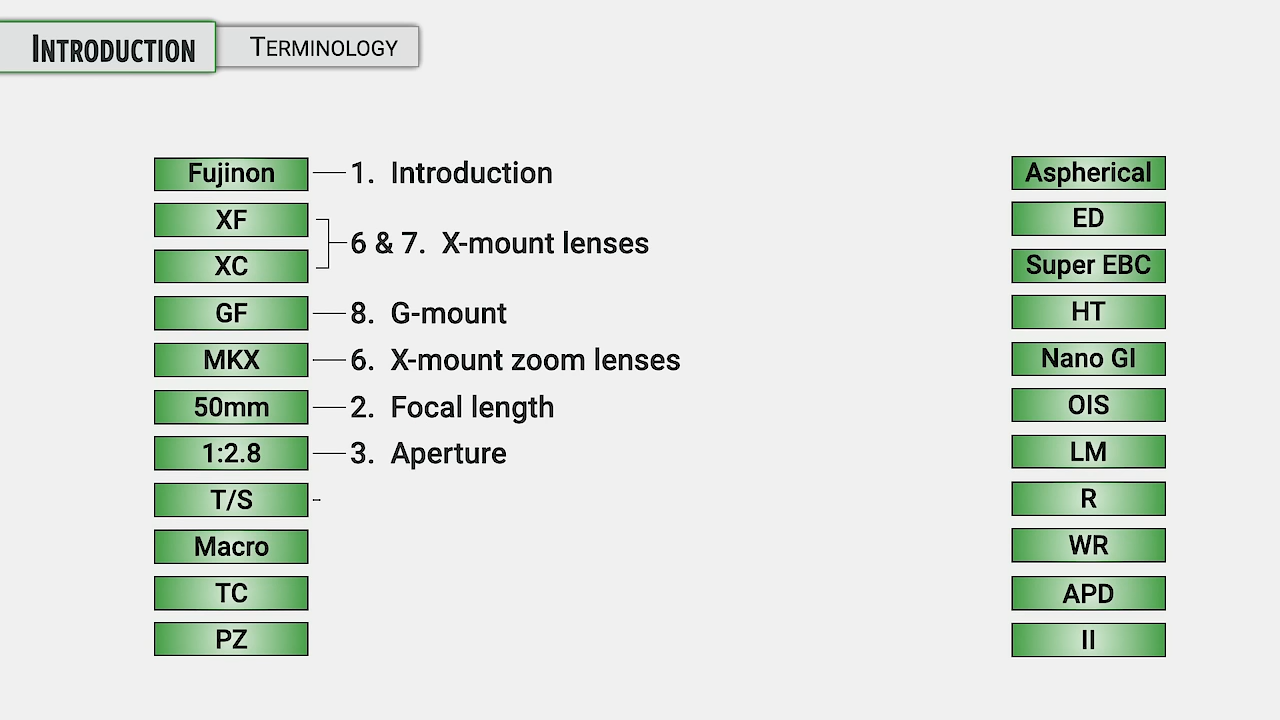 INTRODUCTION
TERMINOLOGY
Fujinon
1. Introduction
XF
XC
6 & 7. X-mount lenses
GF
8. G-mount
MKX
6. X-mount zoom lenses
50mm
2. Focal length
1:2.8
3. Aperture
T/S
Macro
TC
PZ
Aspherical
ED
Super EBC
HT
Nano GI
OIS
LM
R
WR
APD
II